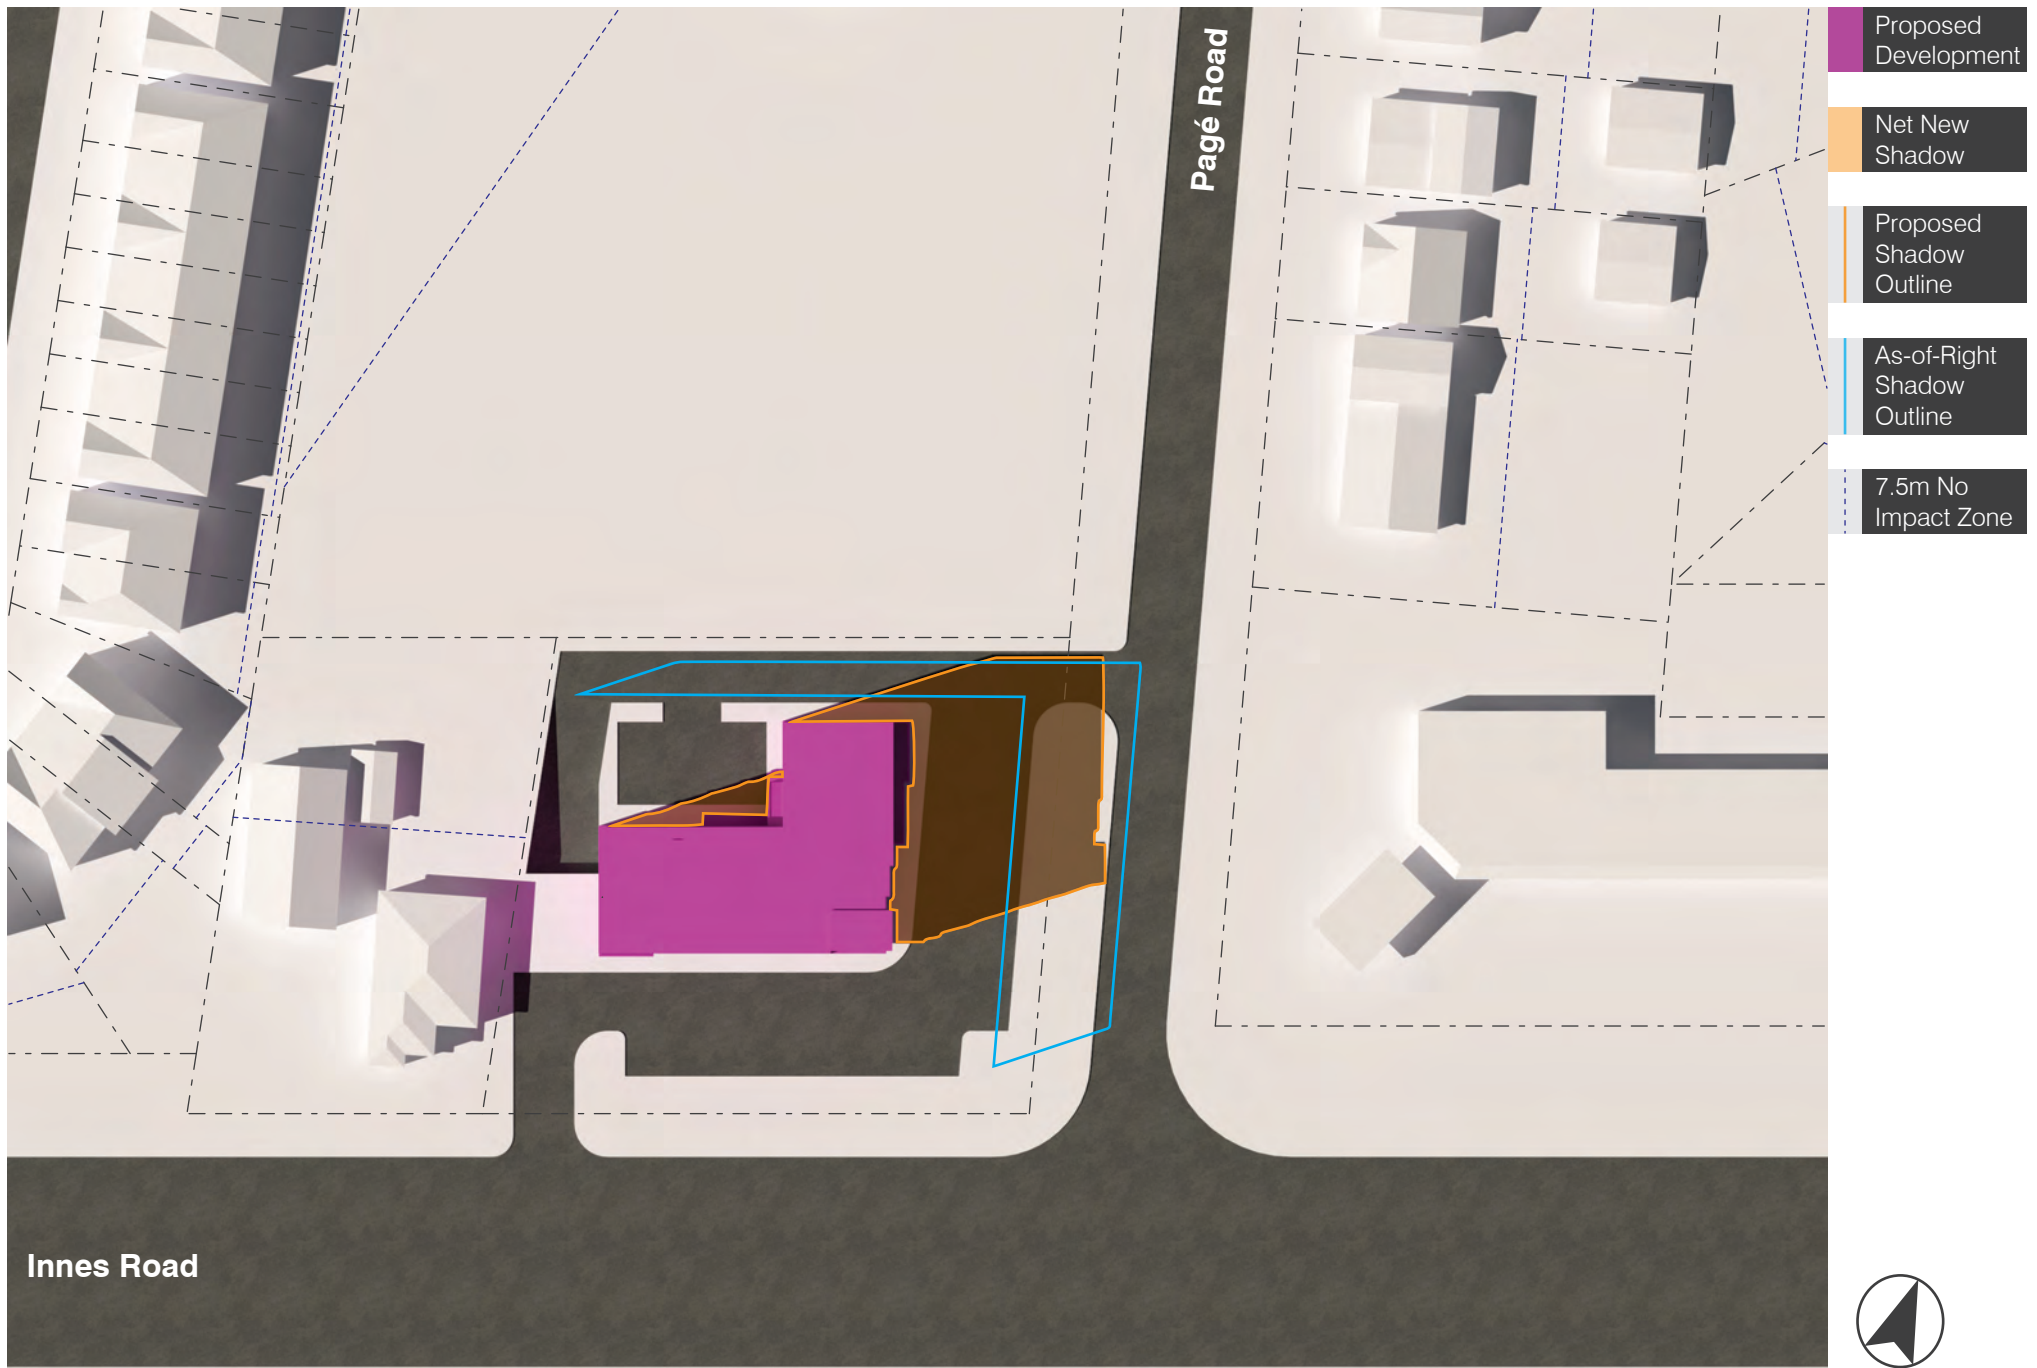 Pagé Road
Innes Road
Proposed
Development
Net New
Shadow
Proposed
Shadow
Outline
As-of-Right
Shadow
Outline
7.5m No
Impact Zone